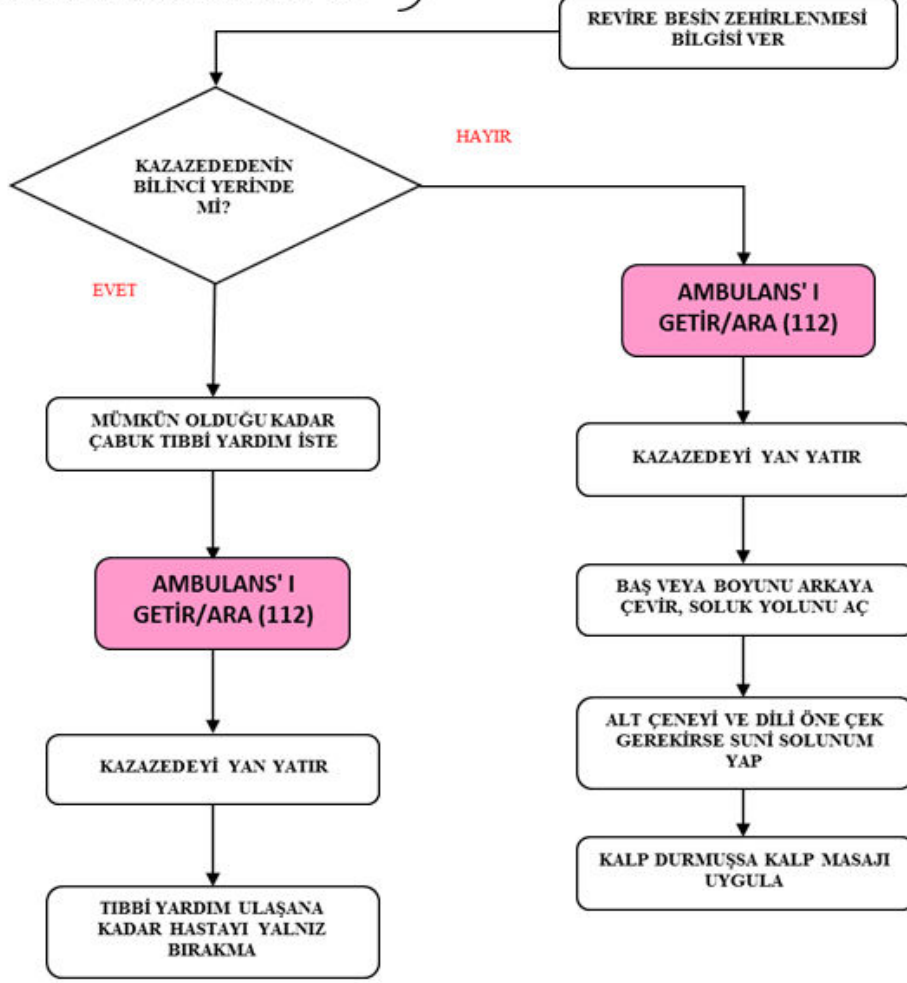 REVİRE BESİN ZEHİRLENMESİ
BİLGİSİ VER
HAYIR
KAZAZEDEDENİN
BİLİNCİ YERİNDE
Mİ?
EVET
AMBULANS' I
GETİR/ARA (112)
MÜMKÜN OLDUĞU KADAR
ÇABUK TIBBİ YARDIM İSTE
KAZAZEDEYİ YAN YATIR
AMBULANS' I
GETİR/ARA (112)
BAŞ VEYA BOYUNU ARKAYA
ÇEVİR, SOLUK YOLUNU AÇ
ALT ÇENEYİ VE DİLİ ÖNE ÇEK
GEREKİRSE SUNİ SOLUNUM
YAP
KAZAZEDEYİ YAN YATIR
KALP DURMUŞSA KALP MASAJI
UYGULA
TIBBİ YARDIM ULAŞANA
KADAR HASTAYI YALNIZ
BIRAKMA